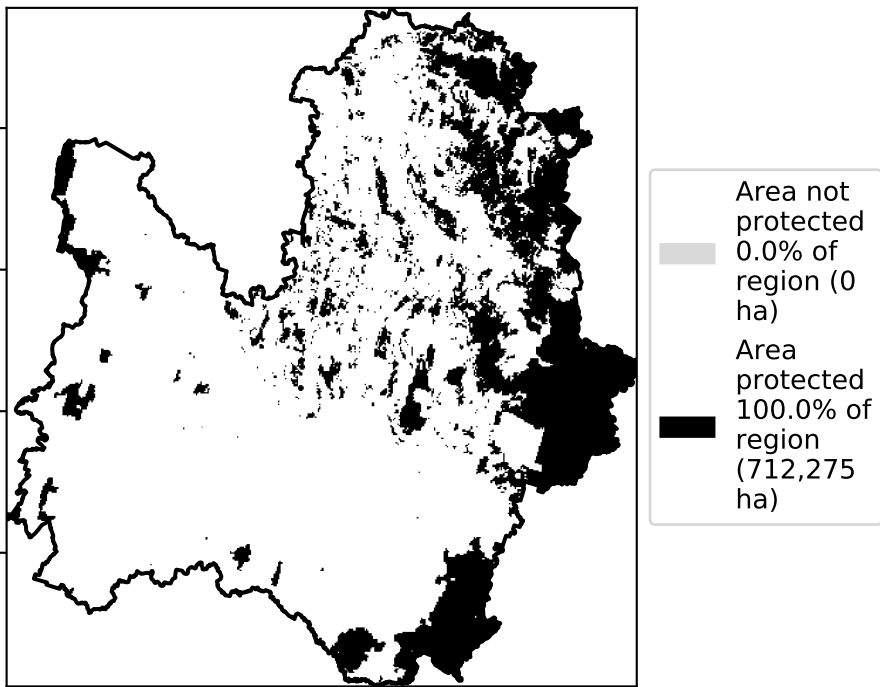 Area not
protected
0.0% of
region (0
ha)
Area
protected
100.0% of
region
(712,275
ha)